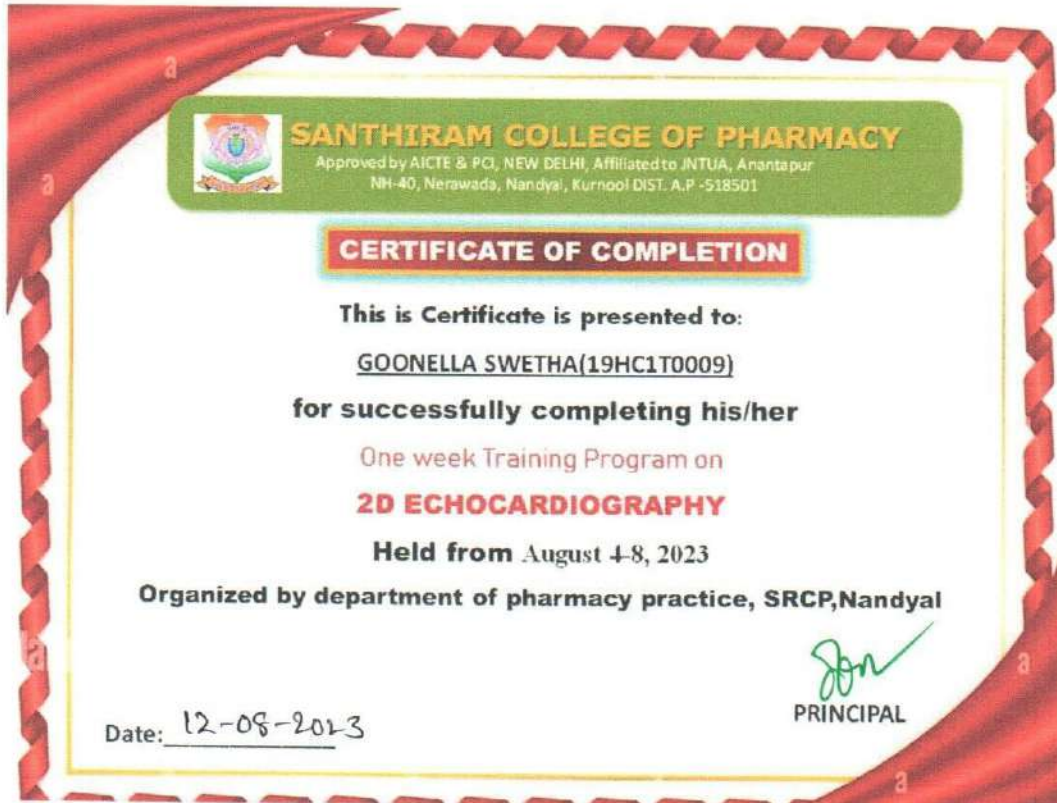 SANTHIRAM COLLEGE OF PHARMACY
Approved by AICTE & PCI, NEW DELHI, Affiliated to JNTUA, Anantapur
NH-40, Nerawada, Nandyal, Kurnool DIST. A.P -518501
CERTIFICATE OF COMPLETION
This is Certificate is presented to:
GOONELLA SWETHA(19HC1T0009)
for successfully completing his/her
One week Training Program on
2D ECHOCARDIOGRAPHY
Held from August 4-8, 2023
Organized by department of pharmacy practice, SRCP,Nandyal
PRINCIPAL
Date: 12-08-2023
a
a
a
a
a
a